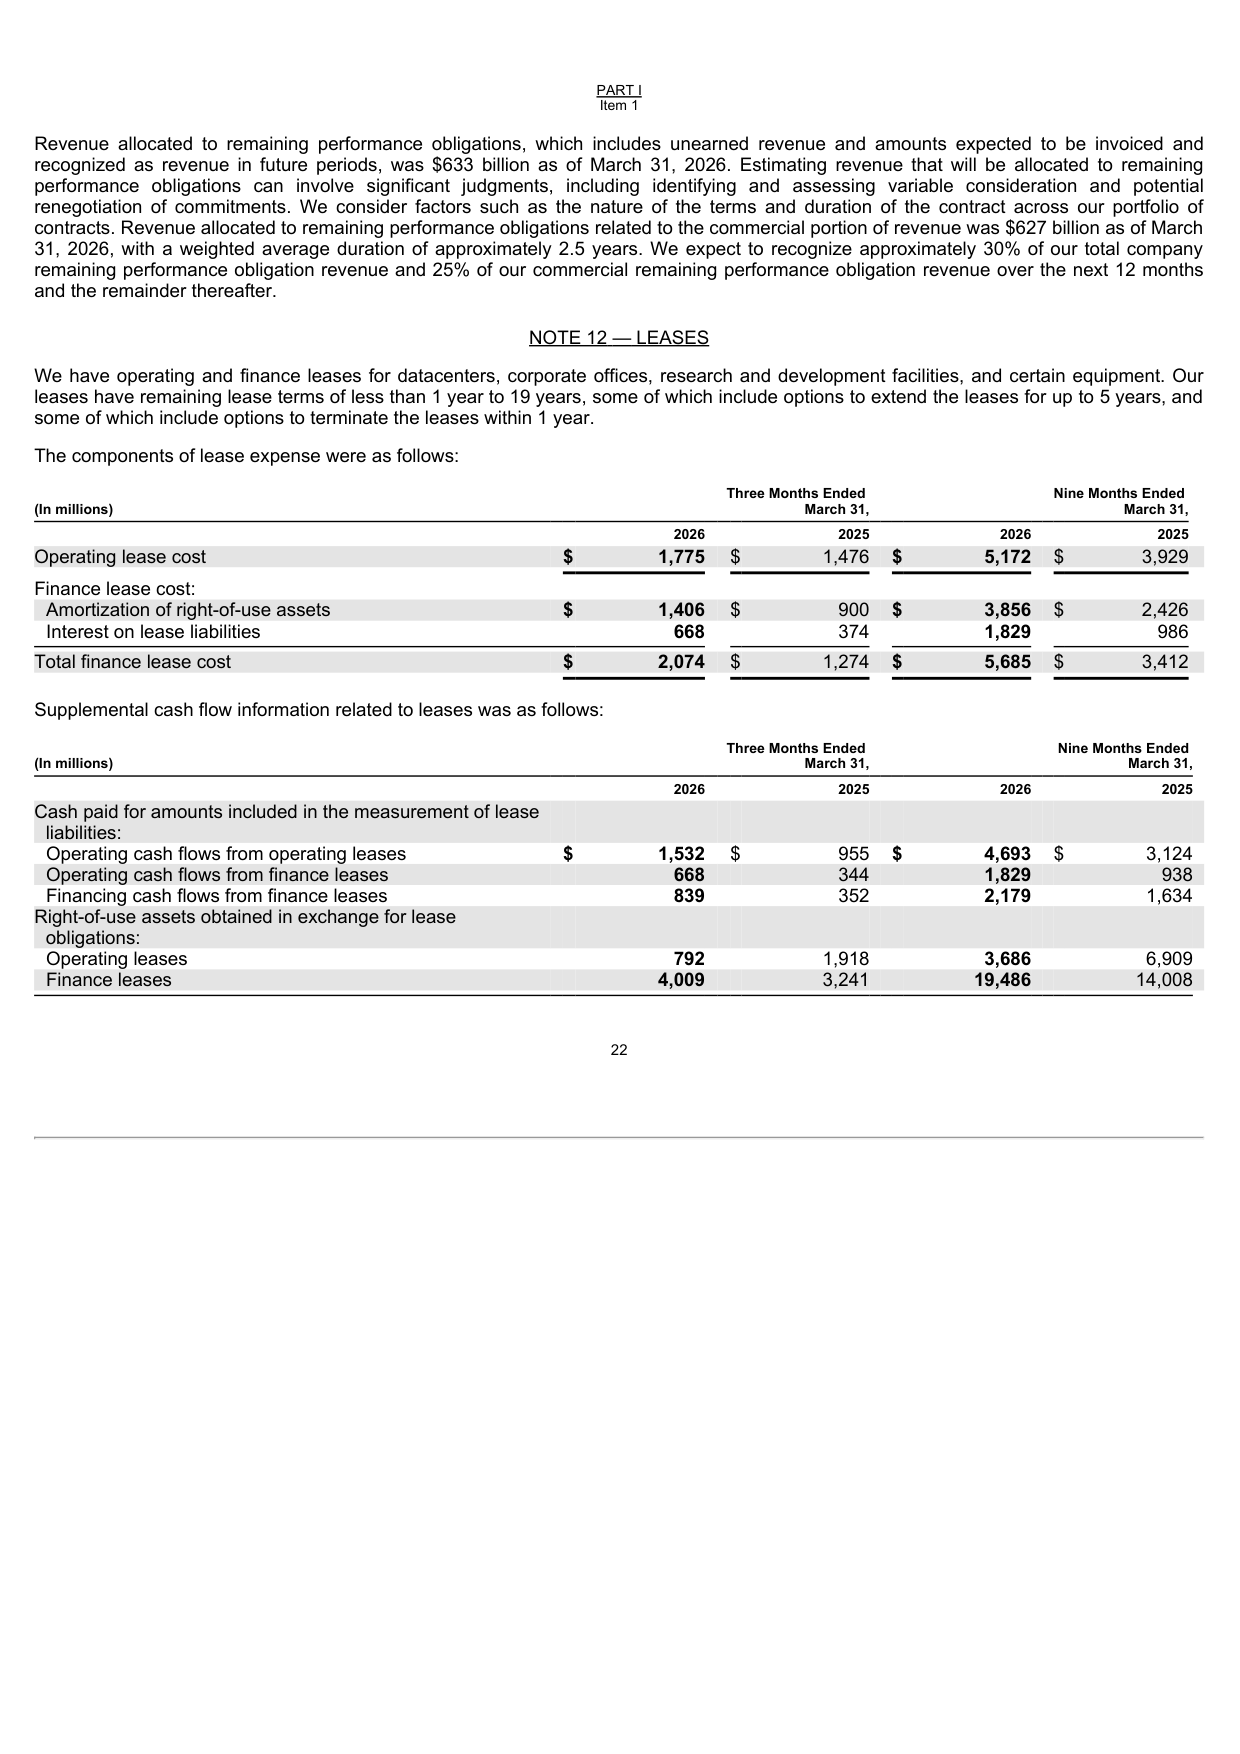 PART I
Item 1
Revenue allocated to remaining performance obligations, which includes unearned revenue and amounts expected to be invoiced and
recognized as revenue in future periods, was $633 billion as of March 31, 2026. Estimating revenue that will be allocated to remaining
performance obligations can involve significant judgments, including identifying and assessing variable consideration and potential
renegotiation of commitments. We consider factors such as the nature of the terms and duration of the contract across our portfolio of
contracts. Revenue allocated to remaining performance obligations related to the commercial portion of revenue was $627 billion as of March
31, 2026, with a weighted average duration of approximately 2.5 years. We expect to recognize approximately 30% of our total company
remaining performance obligation revenue and 25% of our commercial remaining performance obligation revenue over the next 12 months
and the remainder thereafter.
NOTE 12 — LEASES
We have operating and finance leases for datacenters, corporate offices, research and development facilities, and certain equipment. Our
leases have remaining lease terms of less than 1 year to 19 years, some of which include options to extend the leases for up to 5 years, and
some of which include options to terminate the leases within 1 year.
The components of lease expense were as follows:
Three Months Ended Nine Months Ended
(In millions) March 31, March 31,
2026 2025 2026 2025
Operating lease cost $ 1,775 $ 1,476 $ 5,172 $ 3,929
Finance lease cost:
Amortization of right-of-use assets $ 1,406 $ 900 $ 3,856 $ 2,426
Interest on lease liabilities 668 374 1,829 986
Total finance lease cost $ 2,074 $ 1,274 $ 5,685 $ 3,412
Supplemental cash flow information related to leases was as follows:
Three Months Ended Nine Months Ended
(In millions) March 31, March 31,
2026 2025 2026 2025
Cash paid for amounts included in the measurement of lease
liabilities:
Operating cash flows from operating leases $ 1,532 $ 955 $ 4,693 $ 3,124
Operating cash flows from finance leases 668 344 1,829 938
Financing cash flows from finance leases 839 352 2,179 1,634
Right-of-use assets obtained in exchange for lease
obligations:
Operating leases 792 1,918 3,686 6,909
Finance leases 4,009 3,241 19,486 14,008
22